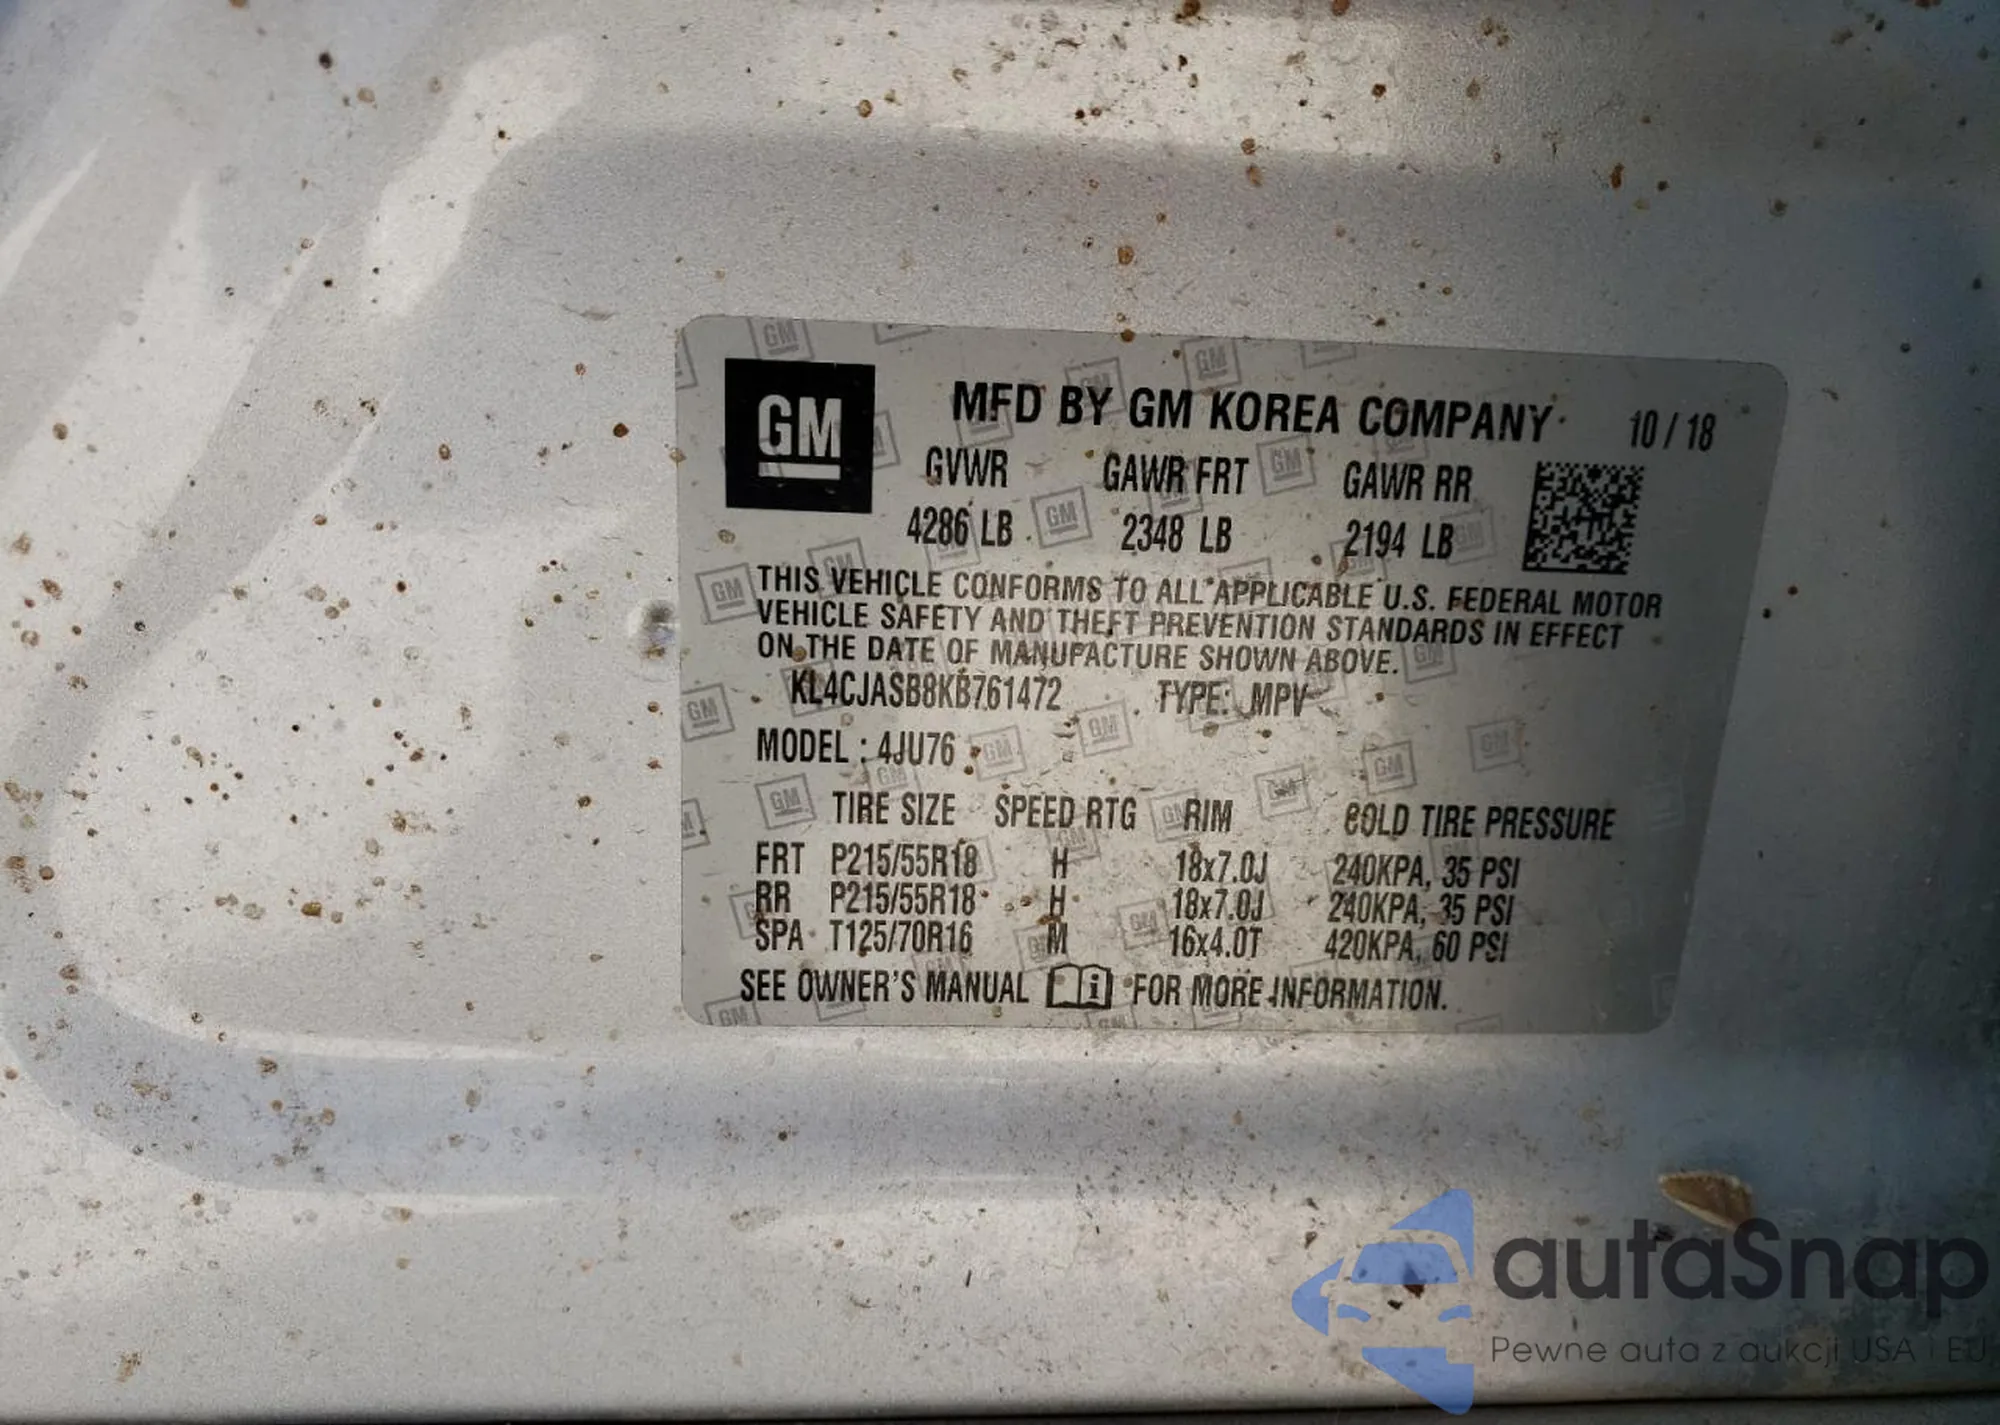 GM
MFD BY GM KOREA COMPANY 10 / 18
GVWR GAWR FRT GAWR RR
4286 LB 2348 LB 2194 LB
THIS VEHICLE CONFORMS TO ALL APPLICABLE U.S. FEDERAL MOTOR
VEHICLE SAFETY AND THEFT PREVENTION STANDARDS IN EFFECT
ON THE DATE OF MANUFACTURE SHOWN ABOVE.
KL4CJASB8KB761472 TYPE: MPV
MODEL : 4JU76
TIRE SIZE SPEED RTG RIM COLD TIRE PRESSURE
FRT P215/55R18 H 18x7.0J 240KPA, 35 PSI
RR P215/55R18 H 18x7.0J 240KPA, 35 PSI
SPA T125/70R16 M 16x4.0T 420KPA, 60 PSI
SEE OWNER'S MANUAL i FOR MORE INFORMATION.
autaSnap
Pewne auta z aukcji USA i EU